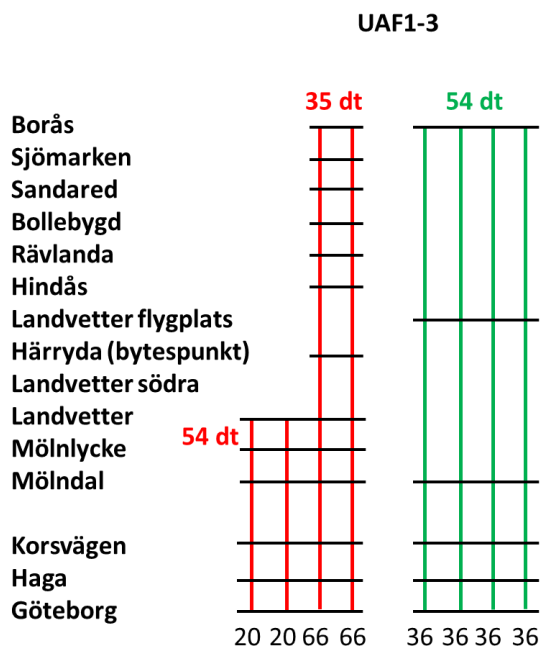 UAF1-3
35 dt 54 dt
Borås
Sjömarken
Sandared
Bollebygd
Rävlanda
Hindås
Landvetter flygplats
Härryda (bytespunkt)
Landvetter södra
Landvetter
54 dt
Mölnlycke
Mölndal
Korsvägen
Haga
Göteborg
20 20 66 66 36 36 36 36